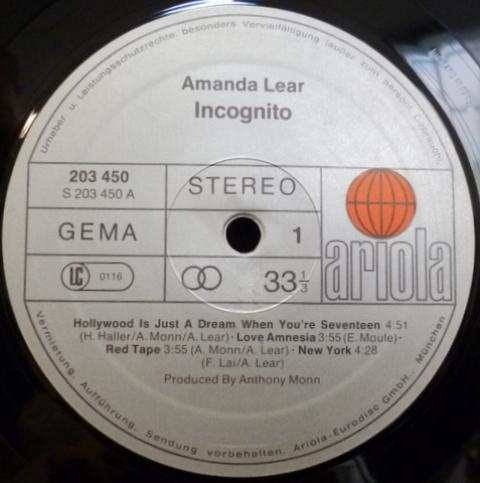 Urheber- u. Leistungsschutzrechte, besonders Vervielfältigung (außer zum persönl. Gebrauch),
Amanda Lear
Incognito
203 450
S 203 450 A
STEREO
GEMA
1
ariola
LC 0116
33 1/3
Hollywood Is Just A Dream When You're Seventeen 4:51
(H. Haller/A. Monn/A. Lear) · Love Amnesia 3:55 (E. Moule) -
Red Tape 3:55 (A. Monn/A. Lear) · New York 4:28
(F. Lai/A. Lear)
Produced By Anthony Monn
Vermietung, Aufführung, Sendung vorbehalten. Ariola-Eurodisc GmbH., München